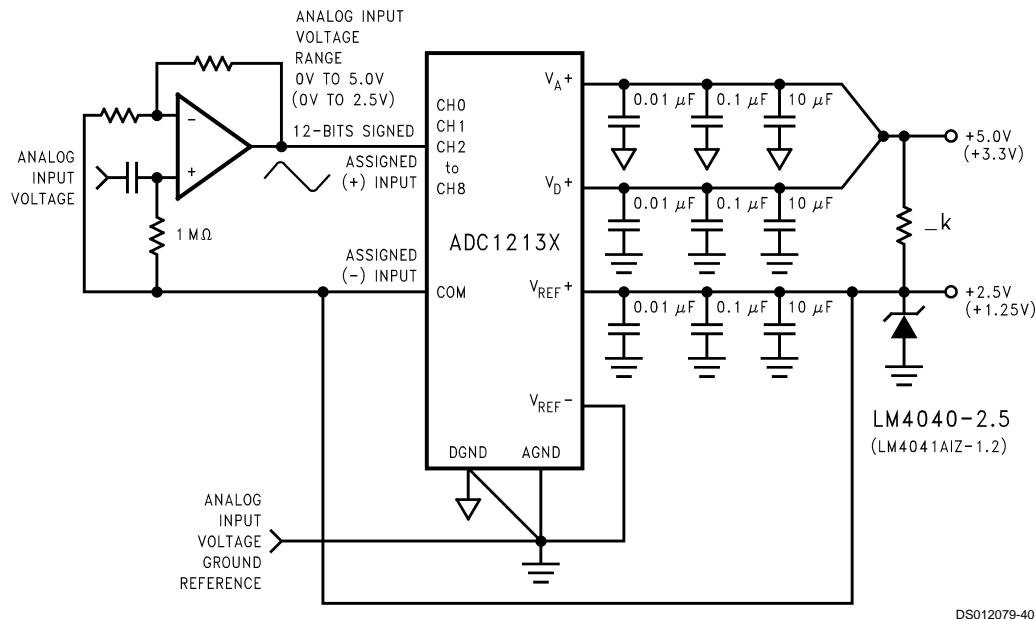 ANALOG INPUT
VOLTAGE
RANGE
0V TO 5.0V
(0V TO 2.5V)
12-BITS SIGNED
ASSIGNED
(+) INPUT
ANALOG
INPUT
VOLTAGE
−
+
1 MΩ
ASSIGNED
(−) INPUT
CH0
CH1
CH2
to
CH8
ADC1213X
COM
VA+
VD+
VREF+
VREF−
DGND
AGND
0.01 µF
0.1 µF
10 µF
0.01 µF
0.1 µF
10 µF
0.01 µF
0.1 µF
10 µF
+5.0V
(+3.3V)
_k
+2.5V
(+1.25V)
LM4040-2.5
(LM4041AIZ-1.2)
ANALOG
INPUT
VOLTAGE
GROUND
REFERENCE
DS012079-40